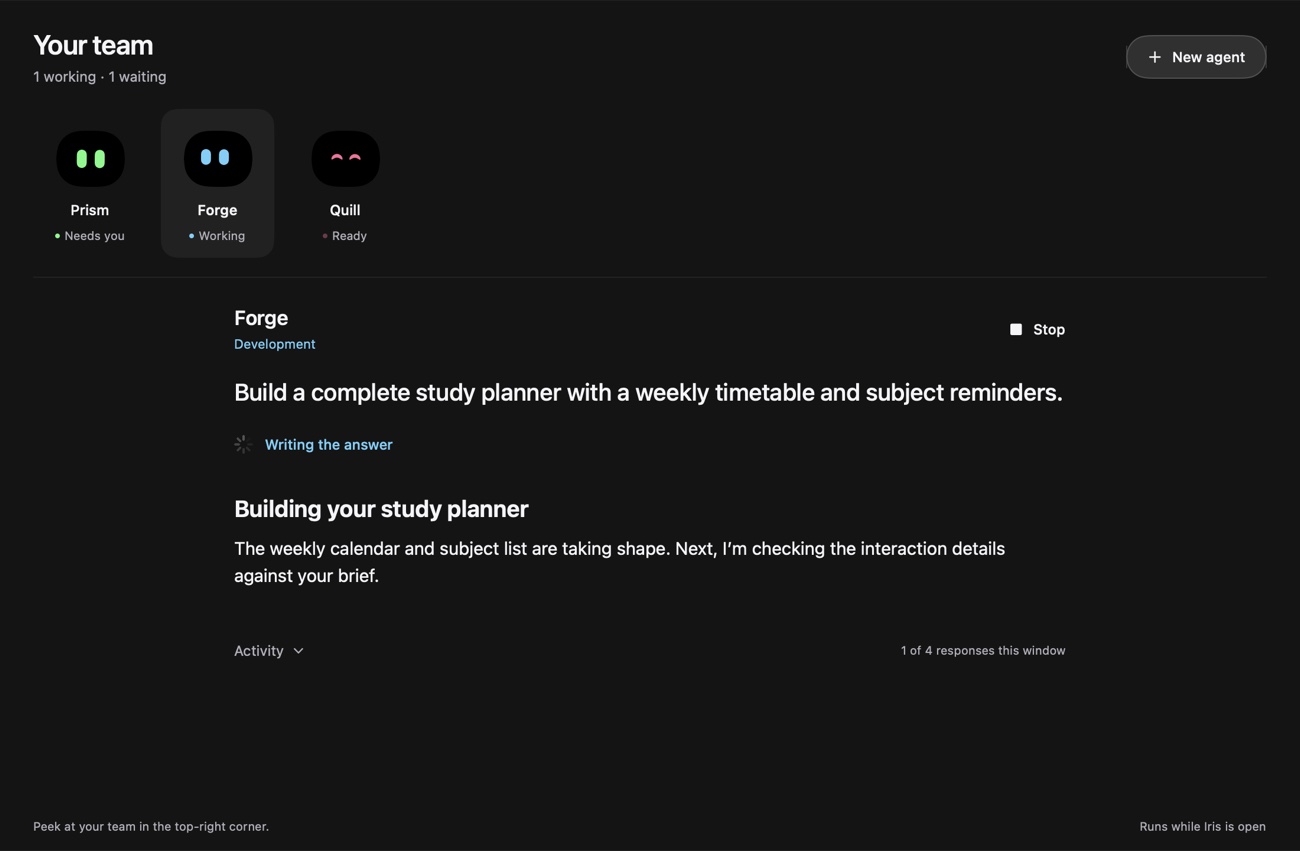 Your team
1 working · 1 waiting
+ New agent
Prism
Needs you
Forge
Working
Quill
Ready
Forge
Development
Stop
Build a complete study planner with a weekly timetable and subject reminders.
Writing the answer
Building your study planner
The weekly calendar and subject list are taking shape. Next, I’m checking the interaction details
against your brief.
Activity
1 of 4 responses this window
Peek at your team in the top-right corner.
Runs while Iris is open